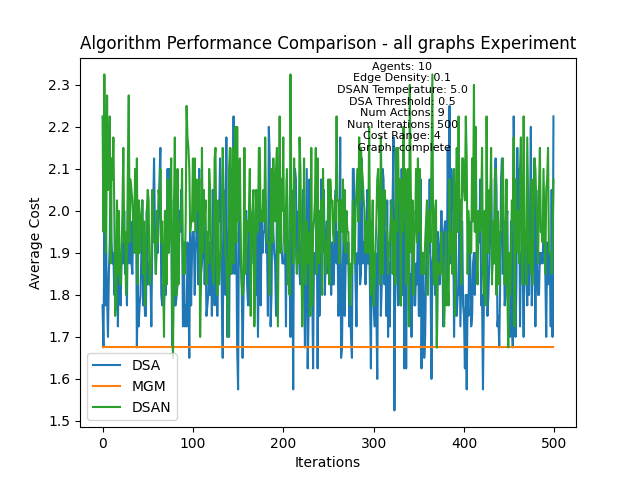 Algorithm Performance Comparison - all graphs Experiment
Agents: 10
Edge Density: 0.1
DSAN Temperature: 5.0
DSA Threshold: 0.5
Num Actions: 9
Num Iterations: 500
Range: 4
Graph: complete
Average Cost
2.3
2.2
2.1
2.0
1.9
1.8
1.7
1.6
1.5
DSA
MGM
DSAN
0
100
200
300
400
500
Iterations